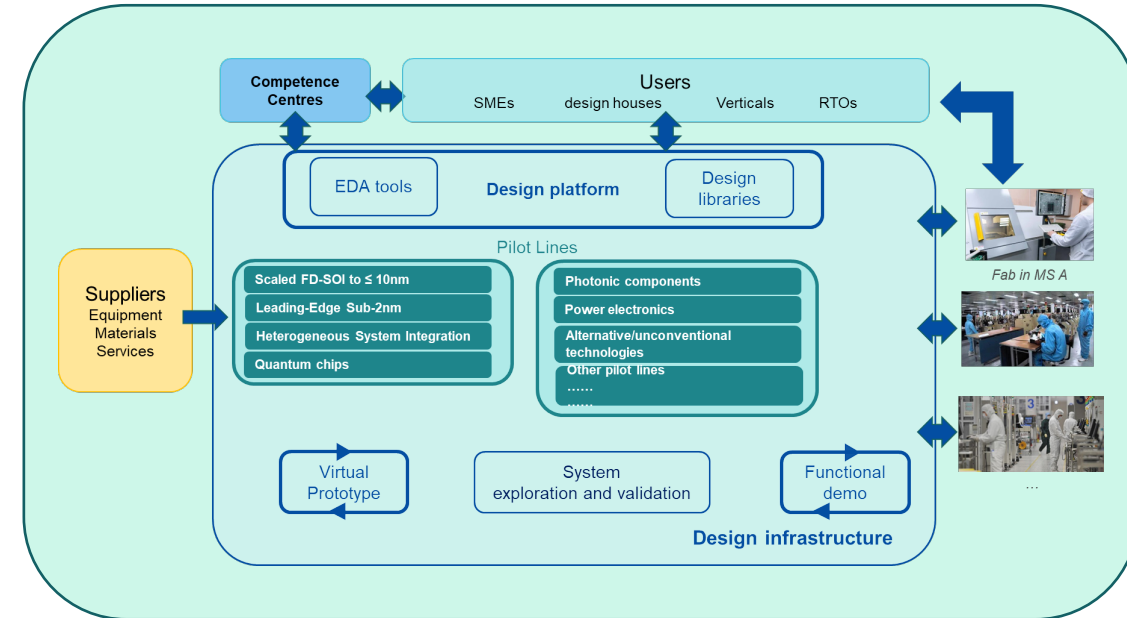 Competence
Centres
Users
SMEs design houses Verticals RTOs
EDA tools
Design platform
Design
libraries
Pilot Lines
Suppliers
Equipment
Materials
Services
Scaled FD-SOI to ≤ 10nm
Leading-Edge Sub-2nm
Heterogeneous System Integration
Quantum chips
Photonic components
Power electronics
Alternative/unconventional
technologies
Other pilot lines
......
......
Fab in MS A
3
...
Virtual
Prototype
System
exploration and validation
Functional
demo
Design infrastructure